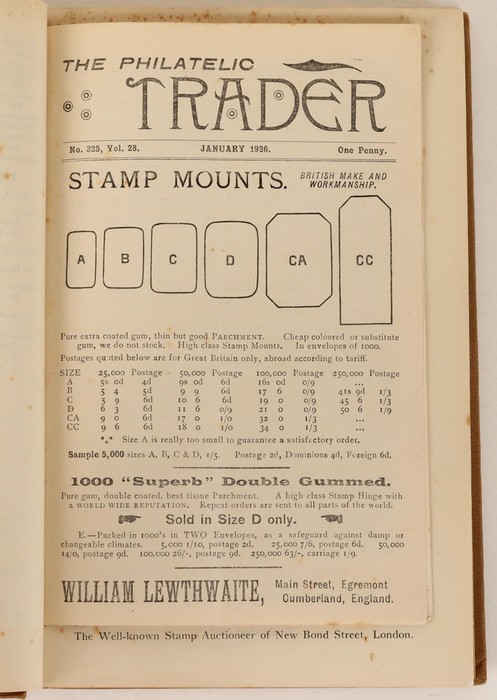 THE PHILATELIC
TRADER
No. 325, Vol. 28. JANUARY 1926. One Penny.
STAMP MOUNTS. BRITISH MAKE AND
WORKMANSHIP.
A B C D CA CC
Pure extra coated gum, thin but good PARCHMENT. Cheap coloured or substitute
gum, we do not stock. High class Stamp Mounts. In envelopes of 1000.
Postages quoted below are for Great Britain only, abroad according to tariff.
SIZE 25,000 Postage 50,000 Postage 100,000 Postage 250,000 Postage
A 5s 0d 4d 9s 0d 6d 16s 0d 0/9 ...
B 5 4 5d 9 9 6d 17 6 0/9 41s 9d 1/3
C 5 9 6d 10 6 6d 19 0 0/9 45 6 1/3
D 6 3 6d 11 6 0/9 21 0 0/9 50 6 1/9
CA 9 0 6d 17 0 1/0 32 0 1/3 ...
CC 9 6 6d 18 0 1/0 34 0 1/3 ...
*.* Size A is really too small to guarantee a satisfactory order.
Sample 5,000 sizes A, B, C & D, 1/5. Postage 2d, Dominions 4d, Foreign 6d.
1000 "Superb" Double Gummed.
Pure gum, double coated, best tissue Parchment. A high class Stamp Hinge with
a WORLD WIDE REPUTATION. Repeat orders are sent to all parts of the world.
Sold in Size D only.
E.—Packed in 1000's in TWO Envelopes, as a safeguard against damp or
changeable climates. 5,000 1/10, postage 2d. 25,000 7/6, postage 6d. 50,000
14/0, postage 9d. 100,000 26/-, postage 9d. 250,000 63/-, carriage 1/9.
WILLIAM LEWTHWAITE, Main Street, Egremont
Cumberland, England.
The Well-known Stamp Auctioneer of New Bond Street, London.